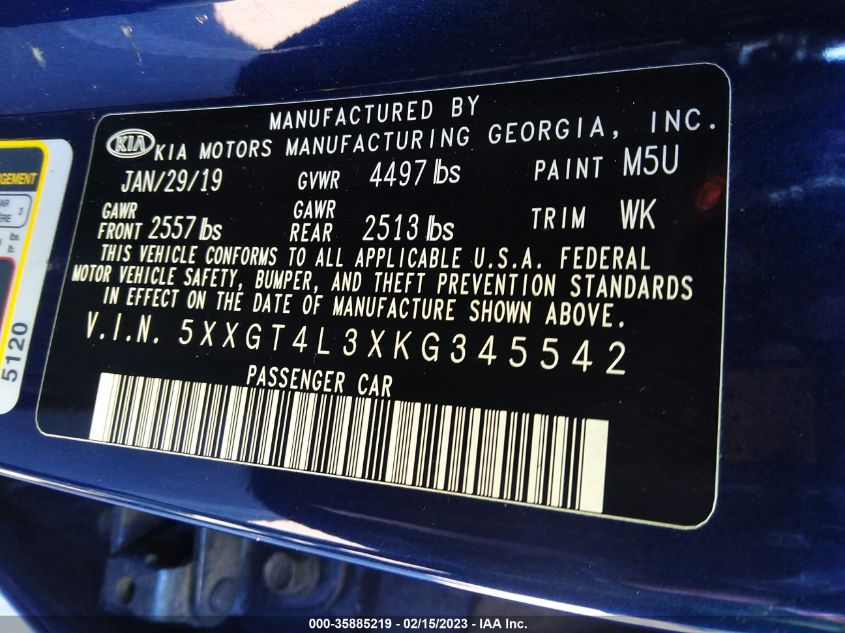 MANUFACTURED BY
KIA KIA MOTORS MANUFACTURING GEORGIA, INC.
JAN/29/19 GVWR 4497 lbs PAINT M5U
GAWR FRONT 2557 lbs GAWR REAR 2513 lbs TRIM WK
THIS VEHICLE CONFORMS TO ALL APPLICABLE U.S.A. FEDERAL
MOTOR VEHICLE SAFETY, BUMPER, AND THEFT PREVENTION STANDARDS
IN EFFECT ON THE DATE OF MANUFACTURE SHOWN ABOVE.
V.I.N. 5XXGT4L3XKG345542
PASSENGER CAR
3
lbs.
lb.
5120
000-35885219 - 02/15/2023 - IAA Inc.